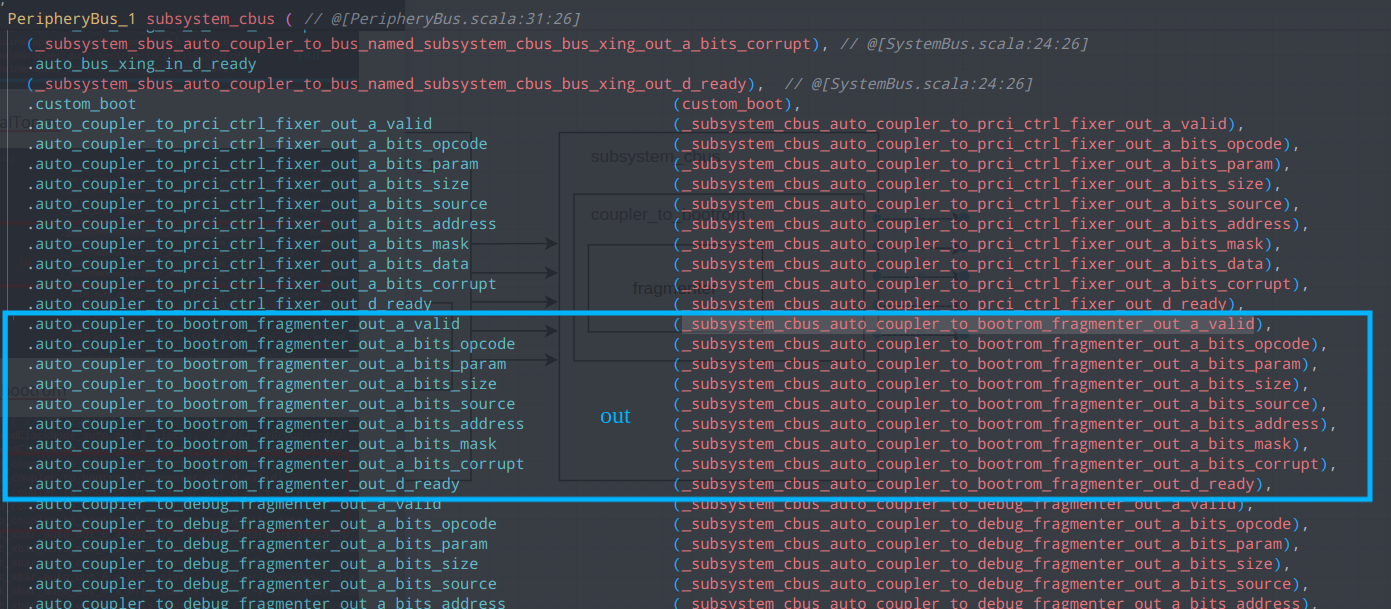 PeripheryBus_1 subsystem_cbus ( // @[PeripheryBus.scala:31:26]
(_subsystem_sbus_auto_coupler_to_bus_named_subsystem_cbus_bus_xing_out_a_bits_corrupt), // @[SystemBus.scala:24:26]
.auto_bus_xing_in_d_ready
(_subsystem_sbus_auto_coupler_to_bus_named_subsystem_cbus_bus_xing_out_d_ready), // @[SystemBus.scala:24:26]
.custom_boot (custom_boot),
.auto_coupler_to_prci_ctrl_fixer_out_a_valid (_subsystem_cbus_auto_coupler_to_prci_ctrl_fixer_out_a_valid),
.auto_coupler_to_prci_ctrl_fixer_out_a_bits_opcode (_subsystem_cbus_auto_coupler_to_prci_ctrl_fixer_out_a_bits_opcode),
.auto_coupler_to_prci_ctrl_fixer_out_a_bits_param (_subsystem_cbus_auto_coupler_to_prci_ctrl_fixer_out_a_bits_param),
.auto_coupler_to_prci_ctrl_fixer_out_a_bits_size (_subsystem_cbus_auto_coupler_to_prci_ctrl_fixer_out_a_bits_size),
.auto_coupler_to_prci_ctrl_fixer_out_a_bits_source (_subsystem_cbus_auto_coupler_to_prci_ctrl_fixer_out_a_bits_source),
.auto_coupler_to_prci_ctrl_fixer_out_a_bits_address (_subsystem_cbus_auto_coupler_to_prci_ctrl_fixer_out_a_bits_address),
.auto_coupler_to_prci_ctrl_fixer_out_a_bits_mask (_subsystem_cbus_auto_coupler_to_prci_ctrl_fixer_out_a_bits_mask),
.auto_coupler_to_prci_ctrl_fixer_out_a_bits_data (_subsystem_cbus_auto_coupler_to_prci_ctrl_fixer_out_a_bits_data),
.auto_coupler_to_prci_ctrl_fixer_out_a_bits_corrupt (_subsystem_cbus_auto_coupler_to_prci_ctrl_fixer_out_a_bits_corrupt),
.auto_coupler_to_prci_ctrl_fixer_out_d_ready (_subsystem_cbus_auto_coupler_to_prci_ctrl_fixer_out_d_ready),
.auto_coupler_to_bootrom_fragmenter_out_a_valid (_subsystem_cbus_auto_coupler_to_bootrom_fragmenter_out_a_valid),
.auto_coupler_to_bootrom_fragmenter_out_a_bits_opcode (_subsystem_cbus_auto_coupler_to_bootrom_fragmenter_out_a_bits_opcode),
.auto_coupler_to_bootrom_fragmenter_out_a_bits_param (_subsystem_cbus_auto_coupler_to_bootrom_fragmenter_out_a_bits_param),
.auto_coupler_to_bootrom_fragmenter_out_a_bits_size (_subsystem_cbus_auto_coupler_to_bootrom_fragmenter_out_a_bits_size),
.auto_coupler_to_bootrom_fragmenter_out_a_bits_source (_subsystem_cbus_auto_coupler_to_bootrom_fragmenter_out_a_bits_source),
.auto_coupler_to_bootrom_fragmenter_out_a_bits_address (_subsystem_cbus_auto_coupler_to_bootrom_fragmenter_out_a_bits_address),
out
.auto_coupler_to_bootrom_fragmenter_out_a_bits_mask (_subsystem_cbus_auto_coupler_to_bootrom_fragmenter_out_a_bits_mask),
.auto_coupler_to_bootrom_fragmenter_out_a_bits_corrupt (_subsystem_cbus_auto_coupler_to_bootrom_fragmenter_out_a_bits_corrupt),
.auto_coupler_to_bootrom_fragmenter_out_d_ready (_subsystem_cbus_auto_coupler_to_bootrom_fragmenter_out_d_ready),
.auto_coupler_to_debug_fragmenter_out_a_valid (_subsystem_cbus_auto_coupler_to_debug_fragmenter_out_a_valid),
.auto_coupler_to_debug_fragmenter_out_a_bits_opcode (_subsystem_cbus_auto_coupler_to_debug_fragmenter_out_a_bits_opcode),
.auto_coupler_to_debug_fragmenter_out_a_bits_param (_subsystem_cbus_auto_coupler_to_debug_fragmenter_out_a_bits_param),
.auto_coupler_to_debug_fragmenter_out_a_bits_size (_subsystem_cbus_auto_coupler_to_debug_fragmenter_out_a_bits_size),
.auto_coupler_to_debug_fragmenter_out_a_bits_source (_subsystem_cbus_auto_coupler_to_debug_fragmenter_out_a_bits_source),
.auto_coupler_to_debug_fragmenter_out_a_bits_address (_subsystem_cbus_auto_coupler_to_debug_fragmenter_out_a_bits_address),